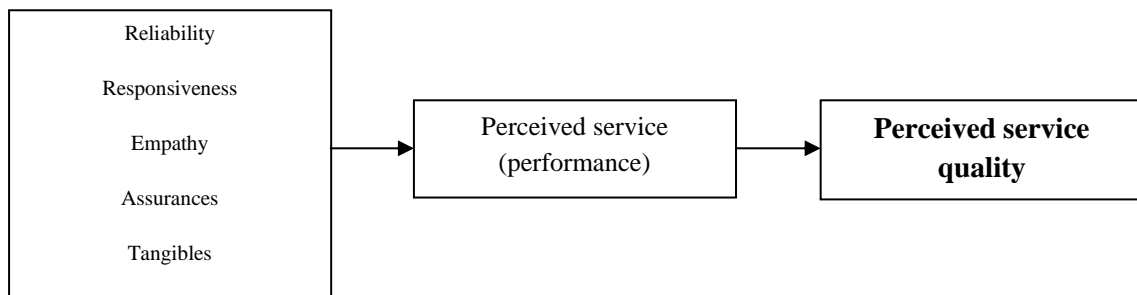 Reliability
Responsiveness
Empathy
Assurances
Tangibles
Perceived service
(performance)
Perceived service
quality